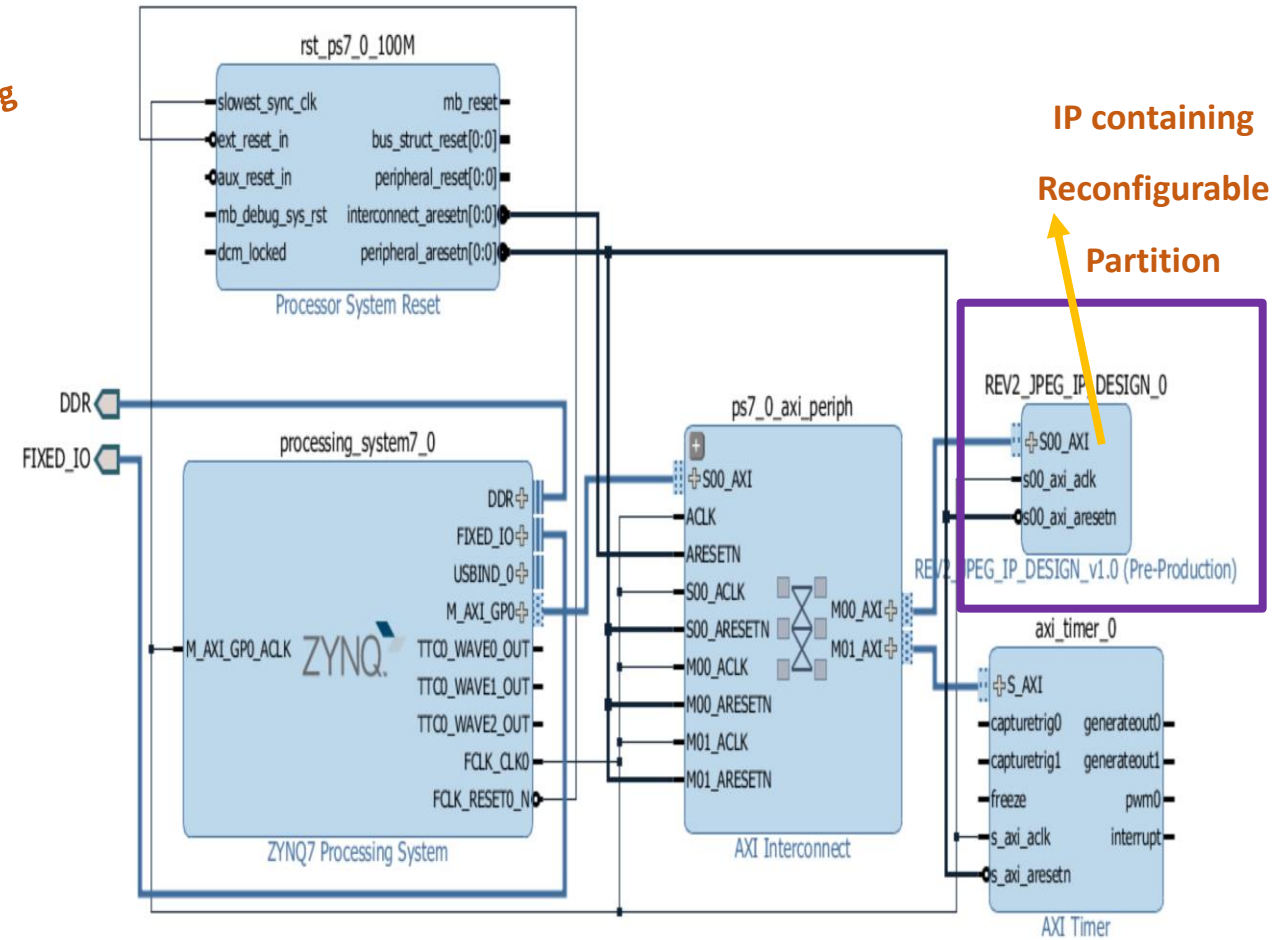 g
rst_ps7_0_100M
slowest_sync_clk
mb_reset
ext_reset_in
bus_struct_reset[0:0]
aux_reset_in
peripheral_reset[0:0]
mb_debug_sys_rst
interconnect_aresetn[0:0]
dcm_locked
peripheral_aresetn[0:0]
Processor System Reset
IP containing
Reconfigurable
Partition
DDR
FIXED_IO
processing_system7_0
DDR
FIXED_IO
USBIND_0
M_AXI_GP0
TTC0_WAVE0_OUT
M_AXI_GP0_ACLK
ZYNQ
TTC0_WAVE1_OUT
TTC0_WAVE2_OUT
FCLK_CLK0
FCLK_RESET0_N
ZYNQ7 Processing System
ps7_0_axi_periph
S00_AXI
ACLK
ARESETN
S00_ACLK
S00_ARESETN
M00_ACLK
M00_ARESETN
M01_ACLK
M01_ARESETN
M00_AXI
M01_AXI
AXI Interconnect
REV2_JPEG_IP_DESIGN_0
S00_AXI
s00_axi_aclk
s00_axi_aresetn
REV2_JPEG_IP_DESIGN_v1.0 (Pre-Production)
axi_timer_0
S_AXI
capturetrig0
generateout0
capturetrig1
generateout1
freeze
pwm0
s_axi_aclk
interrupt
s_axi_aresetn
AXI Timer